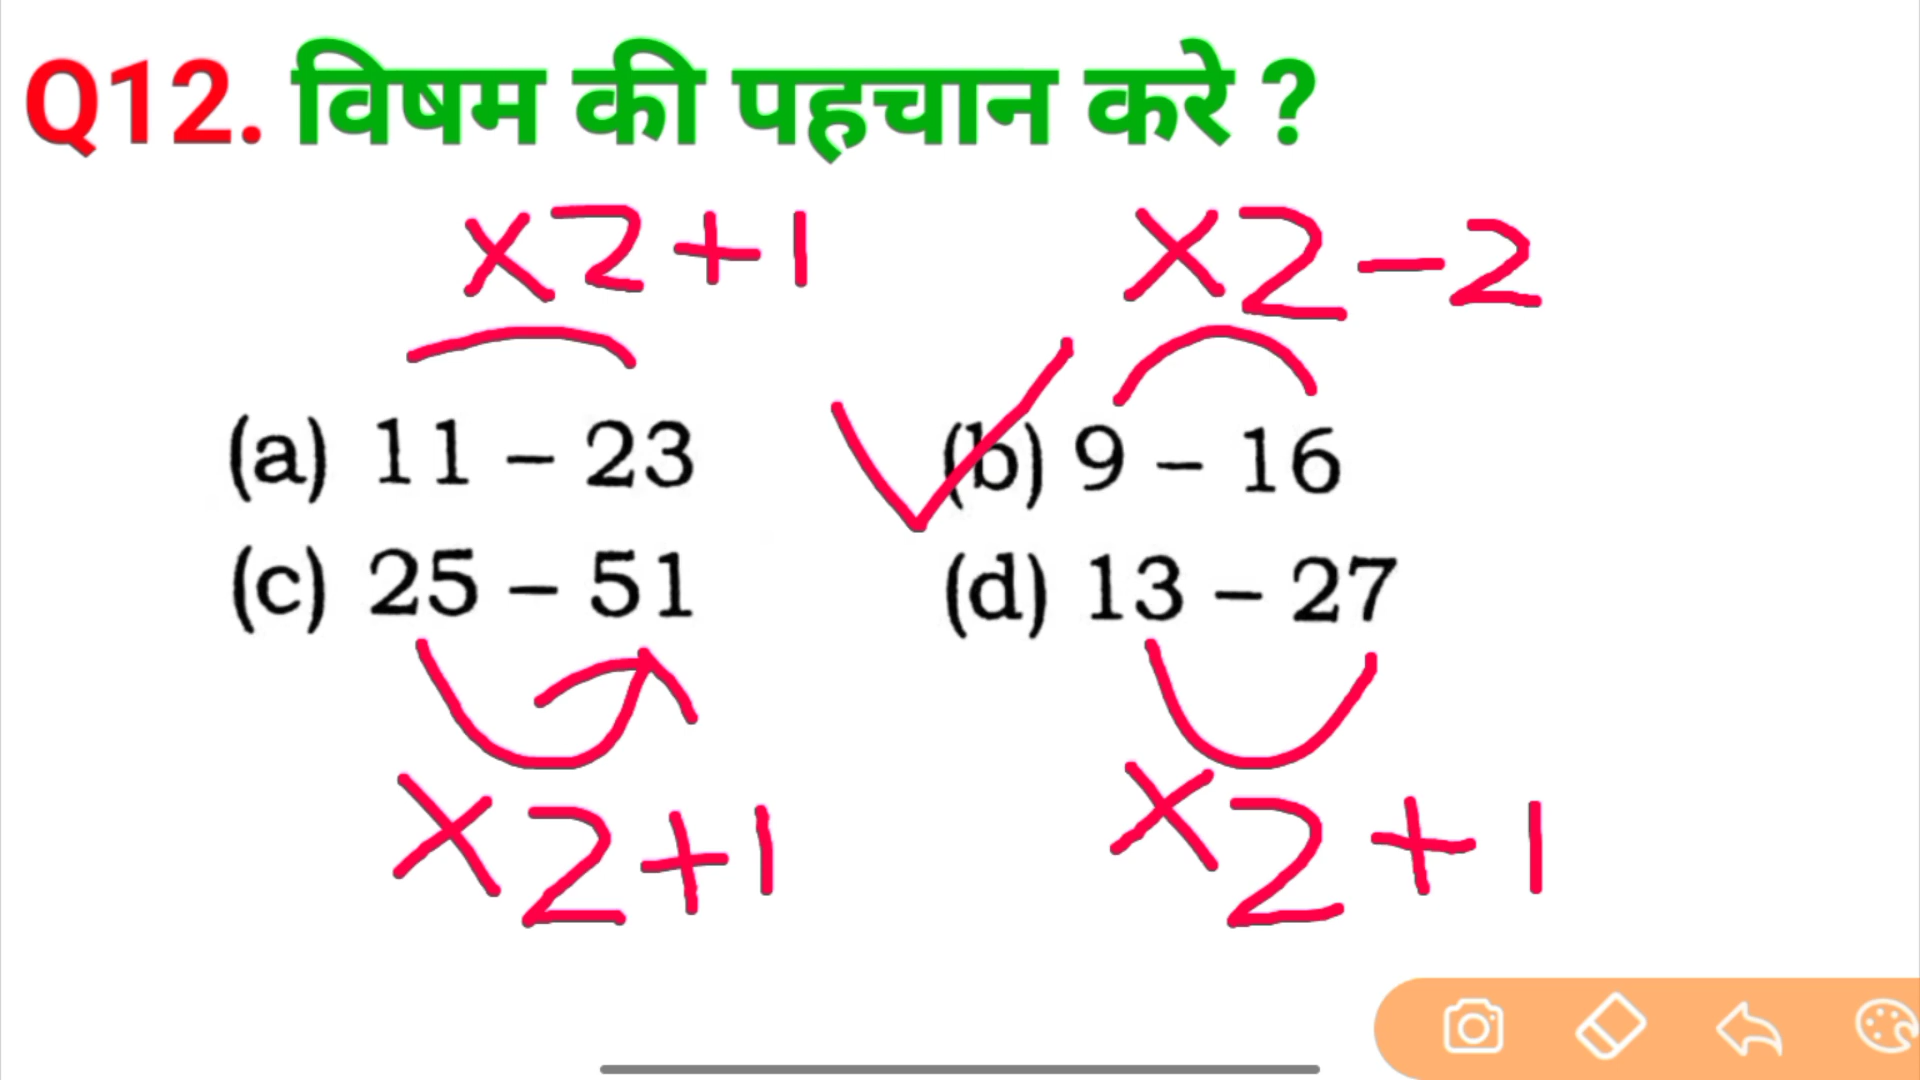 Q12. विषम की पहचान करे ?
×2+1 ×2-2
(a) 11 – 23 (b) 9 – 16
(c) 25 – 51 (d) 13 – 27
×2+1 ×2+1